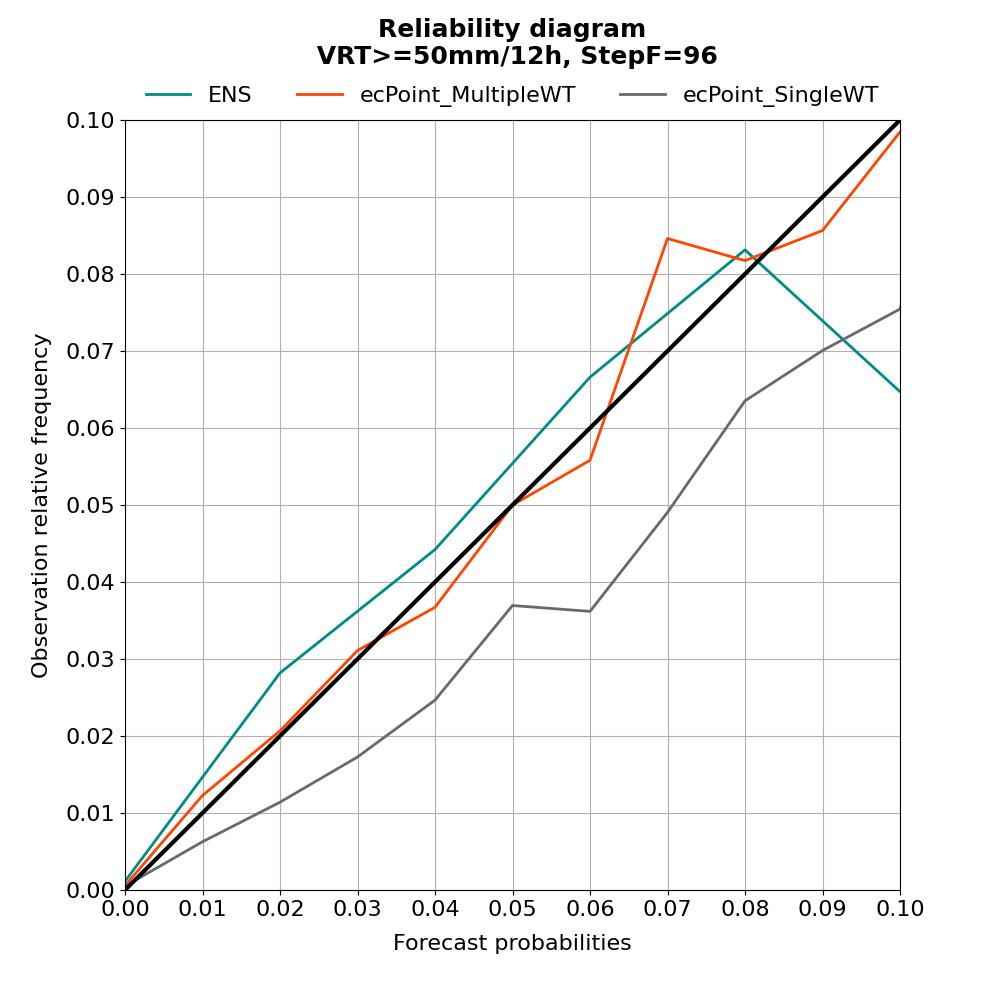 Reliability diagram
VRT>=50mm/12h, StepF=96
ENS ecPoint_MultipleWT ecPoint_SingleWT
0.10
0.09
0.08
0.07
0.06
0.05
0.04
0.03
0.02
0.01
0.00
Observation relative frequency
0.00 0.01 0.02 0.03 0.04 0.05 0.06 0.07 0.08 0.09 0.10
Forecast probabilities